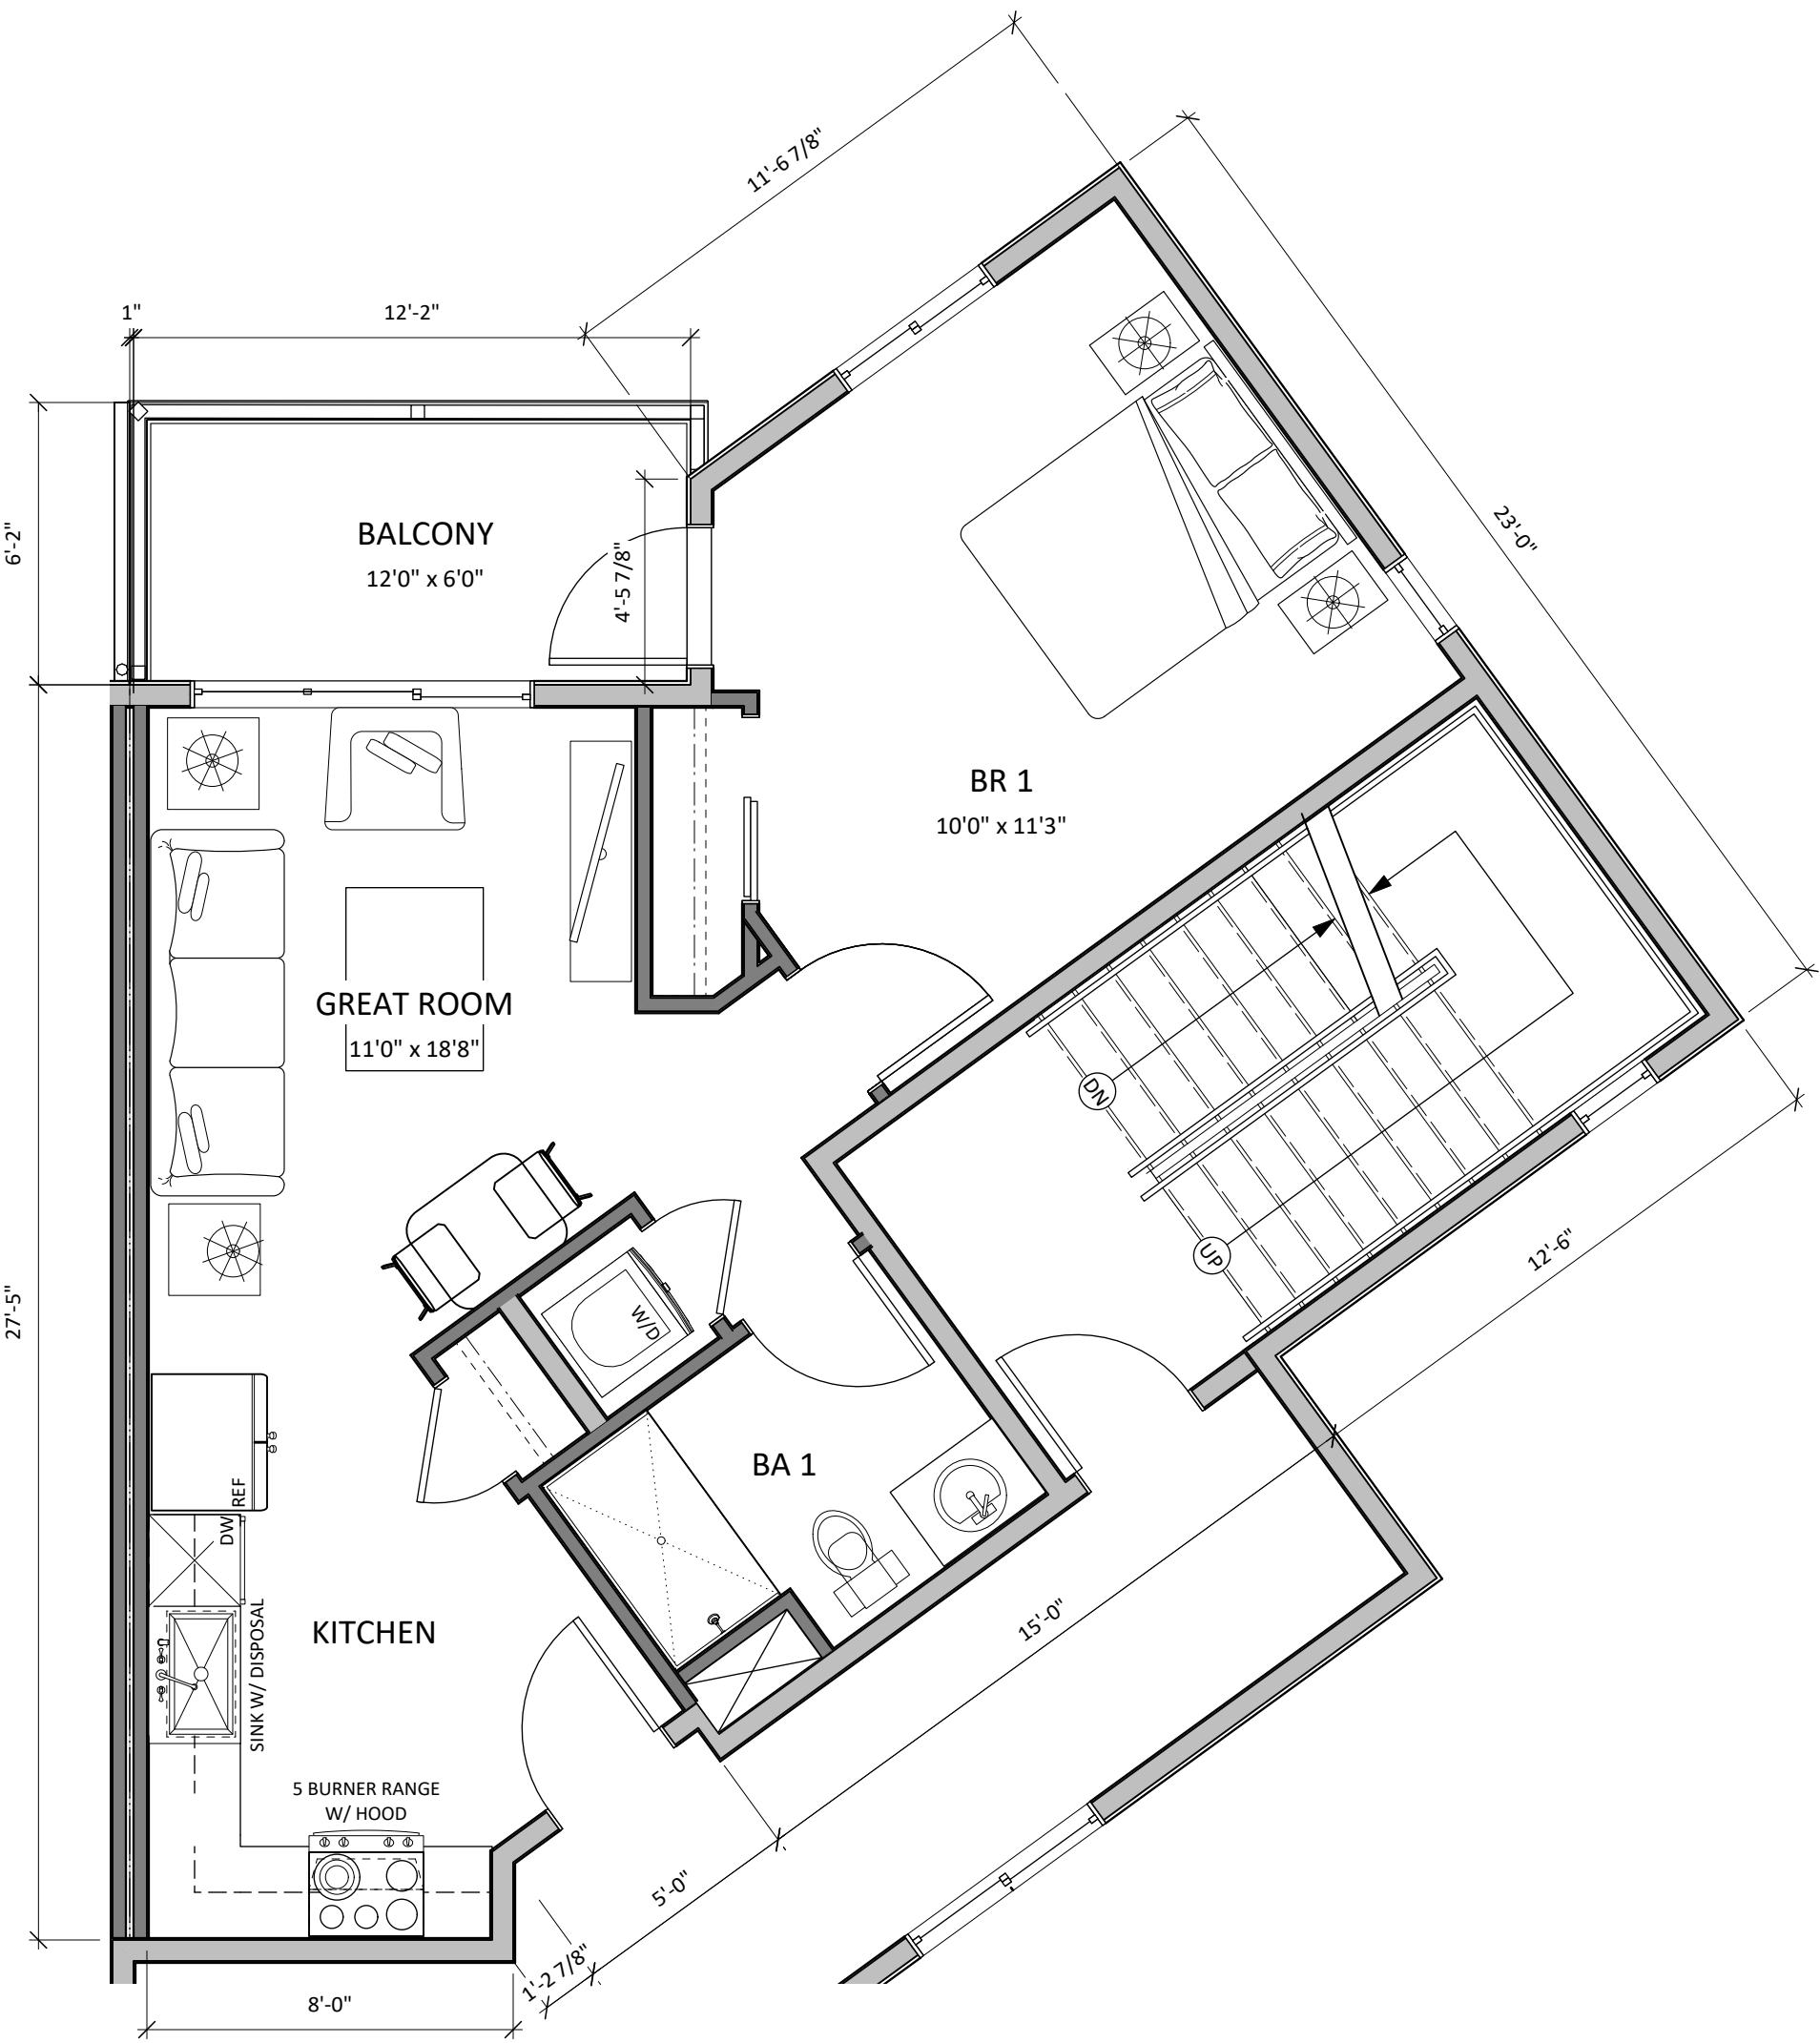 11'-6 7/8"
1"
12'-2"
6'-2"
BALCONY
12'0" x 6'0"
4'-5 7/8"
23'-0"
BR 1
10'0" x 11'3"
GREAT ROOM
11'0" x 18'8"
DN
UP
12'-6"
27'-5"
W/D
REF
DW
BA 1
SINK W/ DISPOSAL
KITCHEN
15'-0"
5 BURNER RANGE
W/ HOOD
5'-0"
1'-2 7/8"
8'-0"